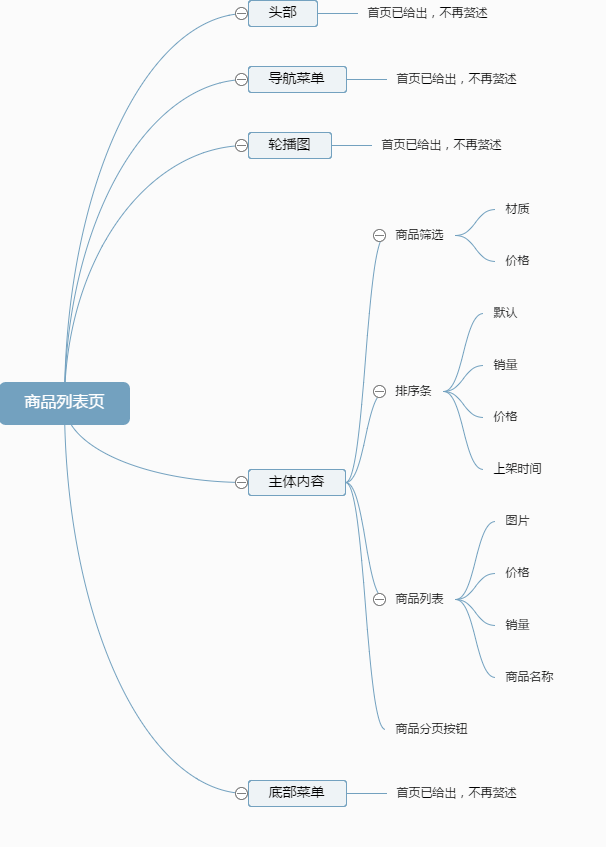 头部
首页已给出，不再赘述
导航菜单
首页已给出，不再赘述
轮播图
首页已给出，不再赘述
材质
商品筛选
价格
默认
销量
排序条
价格
商品列表页
上架时间
主体内容
图片
价格
商品列表
销量
商品名称
商品分页按钮
底部菜单
首页已给出，不再赘述